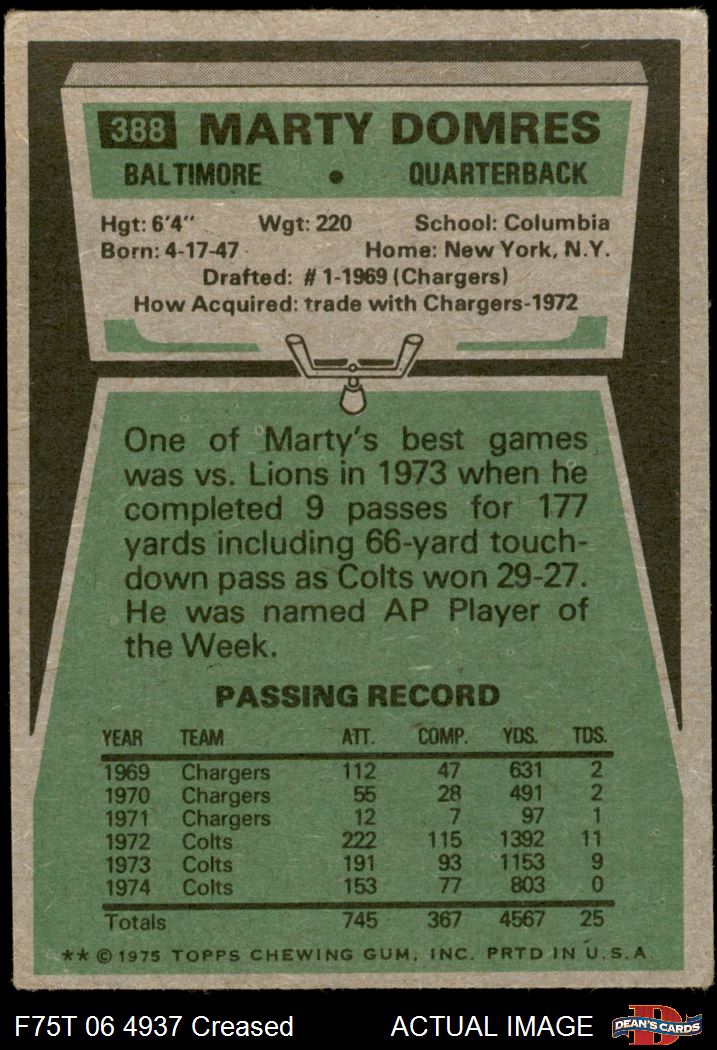 388 MARTY DOMRES
BALTIMORE • QUARTERBACK
Hgt: 6'4" Wgt: 220 School: Columbia
Born: 4-17-47 Home: New York, N.Y.
Drafted: #1-1969 (Chargers)
How Acquired: trade with Chargers-1972
One of Marty's best games
was vs. Lions in 1973 when he
completed 9 passes for 177
yards including 66-yard touch-
down pass as Colts won 29-27.
He was named AP Player of
the Week.
PASSING RECORD
YEAR TEAM ATT. COMP. YDS. TDS.
1969 Chargers 112 47 631 2
1970 Chargers 55 28 491 2
1971 Chargers 12 7 97 1
1972 Colts 222 115 1392 11
1973 Colts 191 93 1153 9
1974 Colts 153 77 803 0
Totals 745 367 4567 25
** © 1975 TOPPS CHEWING GUM, INC. PRTD IN U.S.A.
F75T 06 4937 Creased ACTUAL IMAGE DEAN'S CARDS